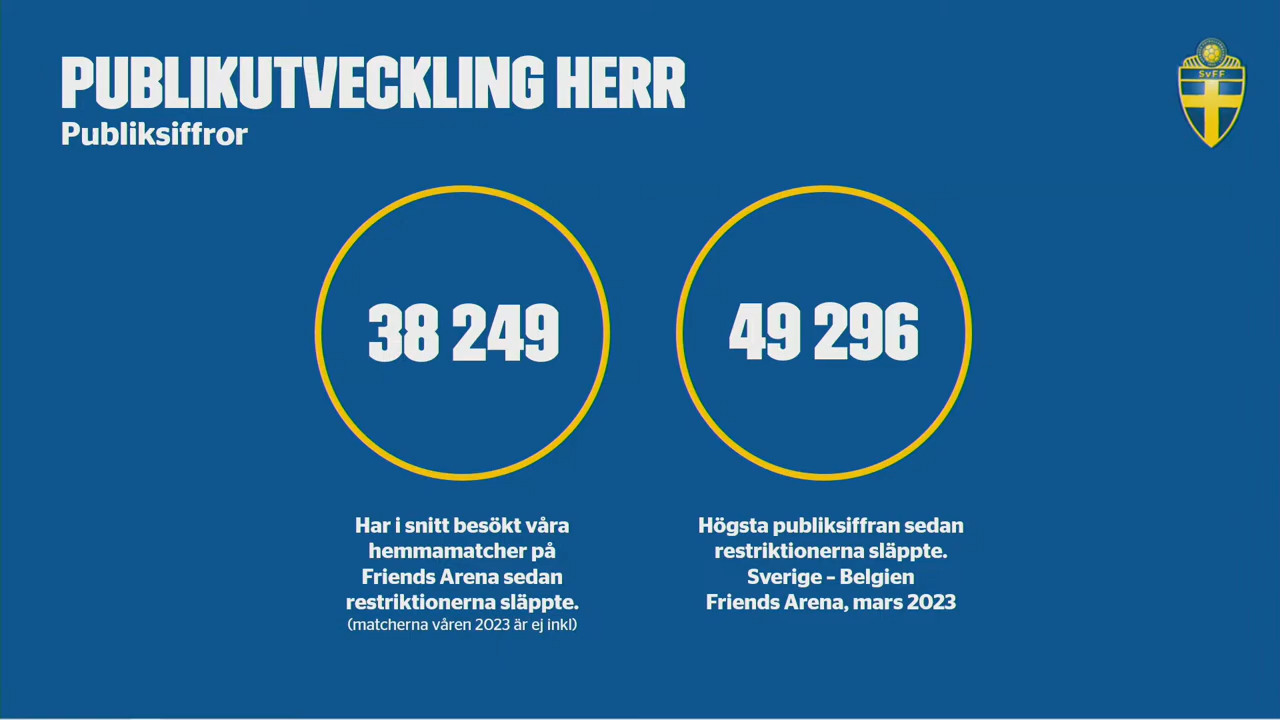 PUBLIKUTVECKLING HERR
Publiksiffror
SvFF
38 249
49 296
Har i snitt besökt våra
hemmamatcher på
Friends Arena sedan
restriktionerna släppte.
(matcherna våren 2023 är ej inkl)
Högsta publiksiffran sedan
restriktionerna släppte.
Sverige – Belgien
Friends Arena, mars 2023